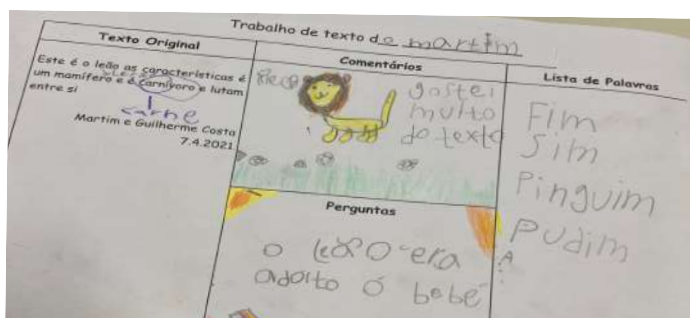 Trabalho de texto do martim
Texto Original
Este é o leão as características é
um mamífero e é carnívoro e lutam
entre si
carne
Martim e Guilherme Costa
7.4.2021
Comentários
gostei
muito
do texto
Perguntas
o leão era
adolto ó bebé
Lista de Palavras
Fim
Sim
Pinguim
PUdim
A